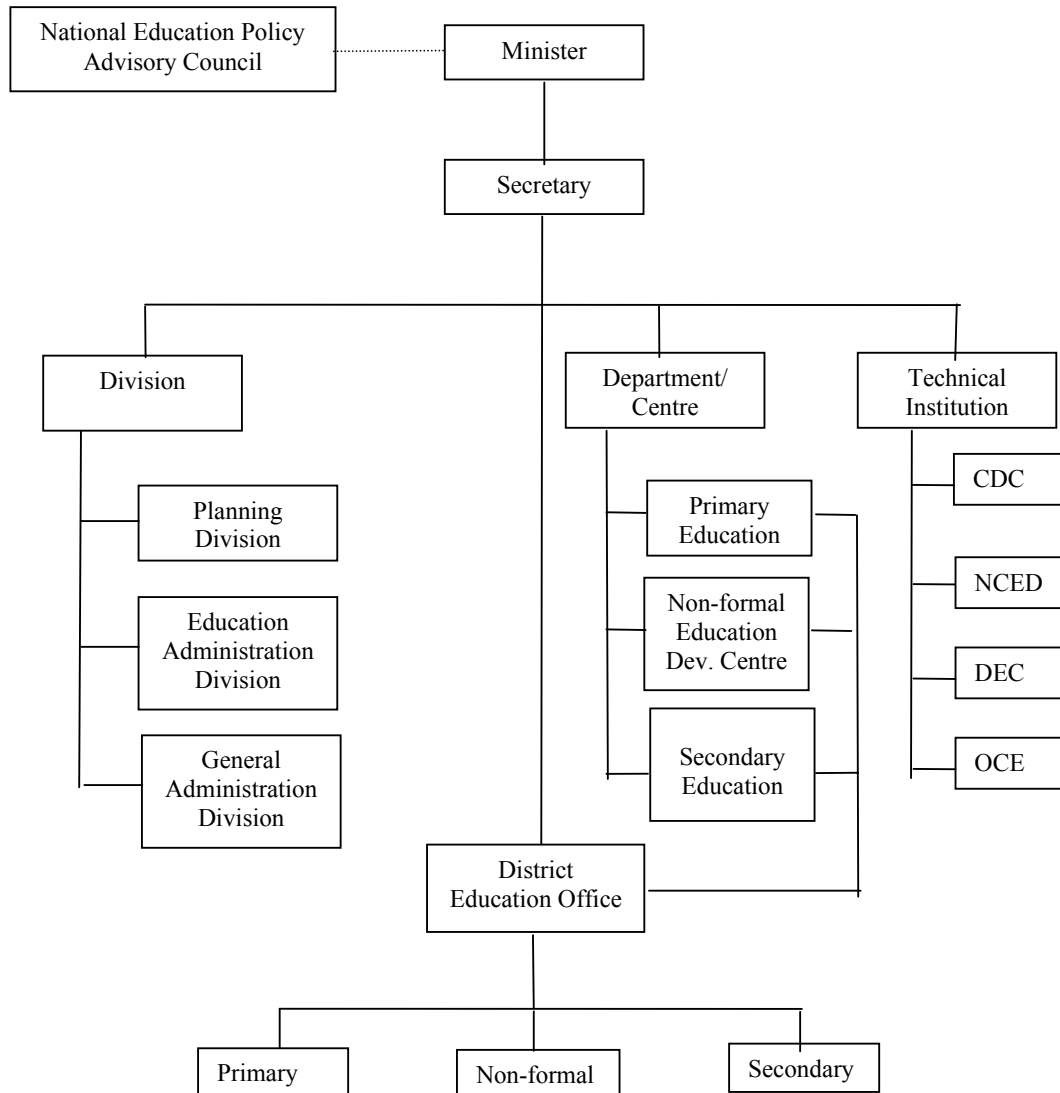 National Education Policy
Advisory Council
Minister
Secretary
Division
Department/
Centre
Technical
Institution
Planning
Division
Education
Administration
Division
General
Administration
Division
Primary
Education
Non-formal
Education
Dev. Centre
Secondary
Education
CDC
NCED
DEC
OCE
District
Education Office
Primary
Non-formal
Secondary